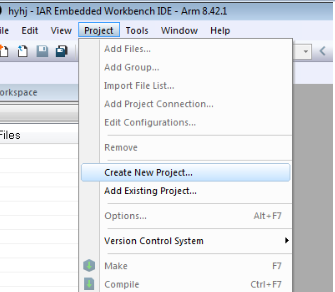 hyhj - IAR Embedded Workbench IDE - Arm 8.42.1
File Edit View Project Tools Window Help
Add Files...
Add Group...
Import File List...
Add Project Connection...
Edit Configurations...
Remove
Create New Project...
Add Existing Project...
Options... Alt+F7
Version Control System
Make F7
Compile Ctrl+F7
orkspace
Files